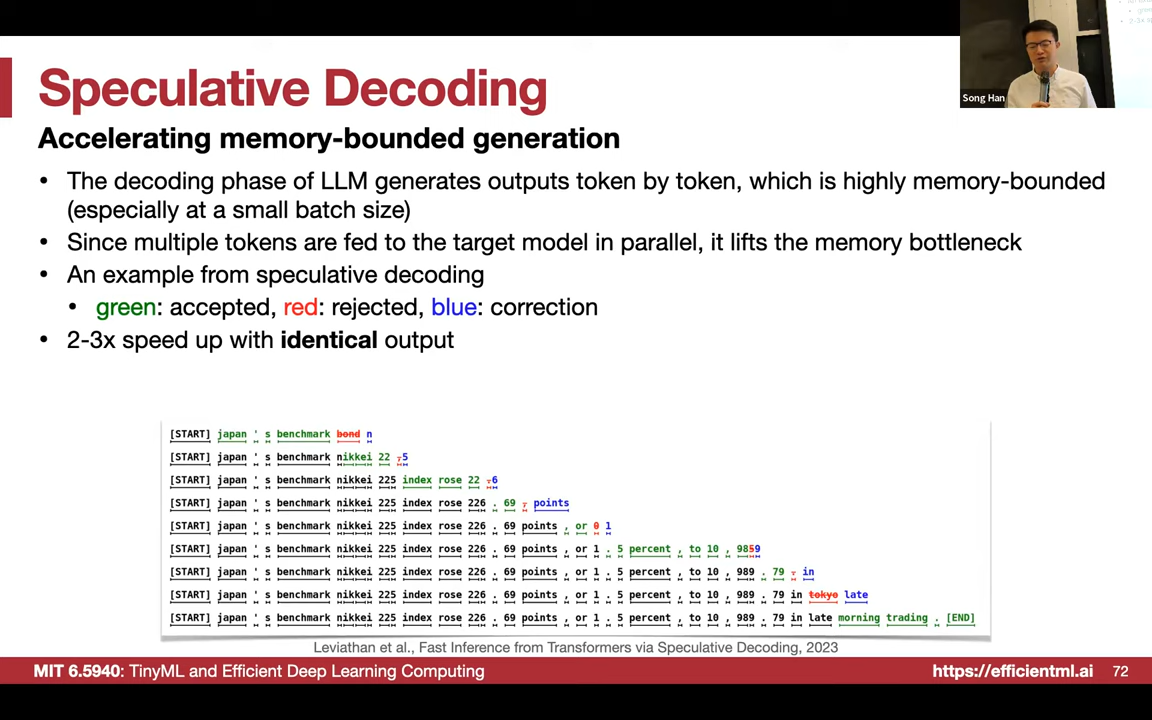 Speculative Decoding
Accelerating memory-bounded generation
• The decoding phase of LLM generates outputs token by token, which is highly memory-bounded
(especially at a small batch size)
• Since multiple tokens are fed to the target model in parallel, it lifts the memory bottleneck
• An example from speculative decoding
• green: accepted, red: rejected, blue: correction
• 2-3x speed up with identical output
Song Han
[START] japan ' s benchmark bond n
[START] japan ' s benchmark nikkei 22 75
[START] japan ' s benchmark nikkei 225 index rose 22 76
[START] japan ' s benchmark nikkei 225 index rose 226 . 69 7 points
[START] japan ' s benchmark nikkei 225 index rose 226 . 69 points , or 0 1
[START] japan ' s benchmark nikkei 225 index rose 226 . 69 points , or 1 . 5 percent , to 10 , 9859
[START] japan ' s benchmark nikkei 225 index rose 226 . 69 points , or 1 . 5 percent , to 10 , 989 . 79 7 in
[START] japan ' s benchmark nikkei 225 index rose 226 . 69 points , or 1 . 5 percent , to 10 , 989 . 79 in tokyo late
[START] japan ' s benchmark nikkei 225 index rose 226 . 69 points , or 1 . 5 percent , to 10 , 989 . 79 in late morning trading . [END]
Leviathan et al., Fast Inference from Transformers via Speculative Decoding, 2023
MIT 6.5940: TinyML and Efficient Deep Learning Computing
https://efficientml.ai
72